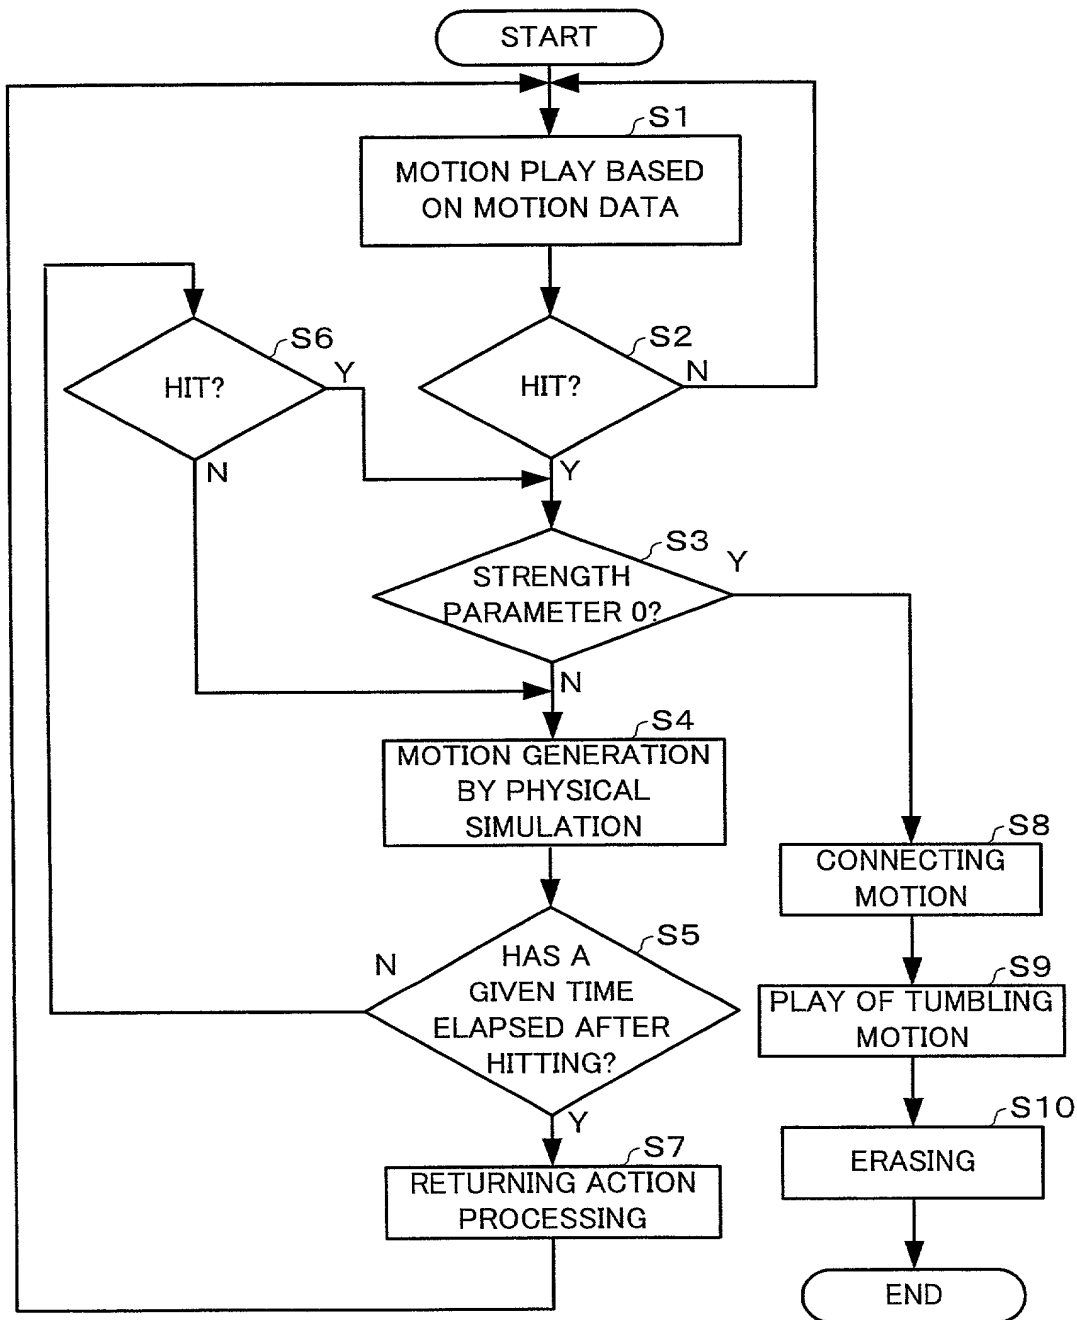 START
S1
MOTION PLAY BASED
ON MOTION DATA
S6
HIT?
Y
N
S2
HIT?
N
Y
S3
STRENGTH
PARAMETER 0?
Y
N
S4
MOTION GENERATION
BY PHYSICAL
SIMULATION
S5
HAS A
GIVEN TIME
ELAPSED AFTER
HITTING?
N
Y
S7
RETURNING ACTION
PROCESSING
S8
CONNECTING
MOTION
S9
PLAY OF TUMBLING
MOTION
S10
ERASING
END